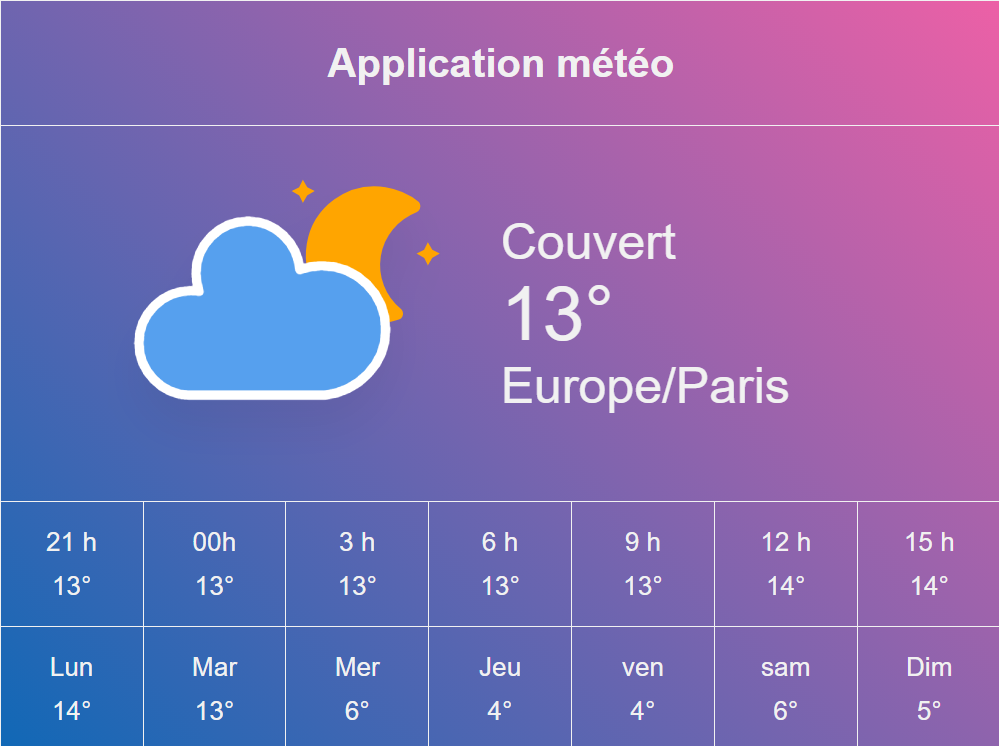 Application météo
Couvert
13°
Europe/Paris
21 h 00h 3 h 6 h 9 h 12 h 15 h
13° 13° 13° 13° 13° 14° 14°
Lun Mar Mer Jeu ven sam Dim
14° 13° 6° 4° 4° 6° 5°